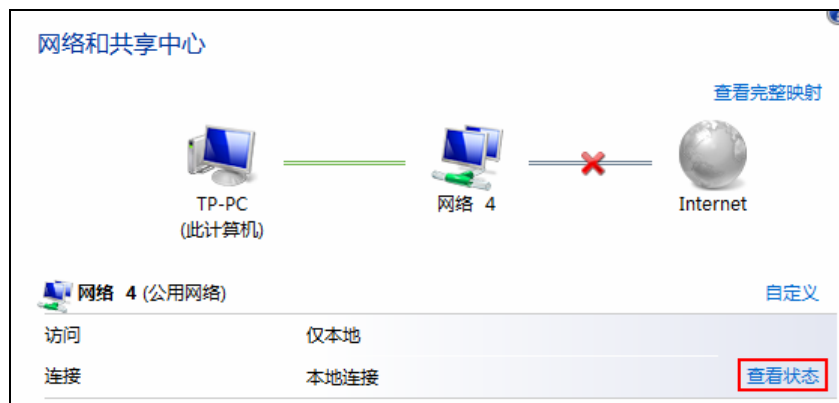 网络和共享中心
查看完整映射
TP-PC
(此计算机)
网络 4
Internet
网络 4 (公用网络)
自定义
访问
仅本地
连接
本地连接
查看状态